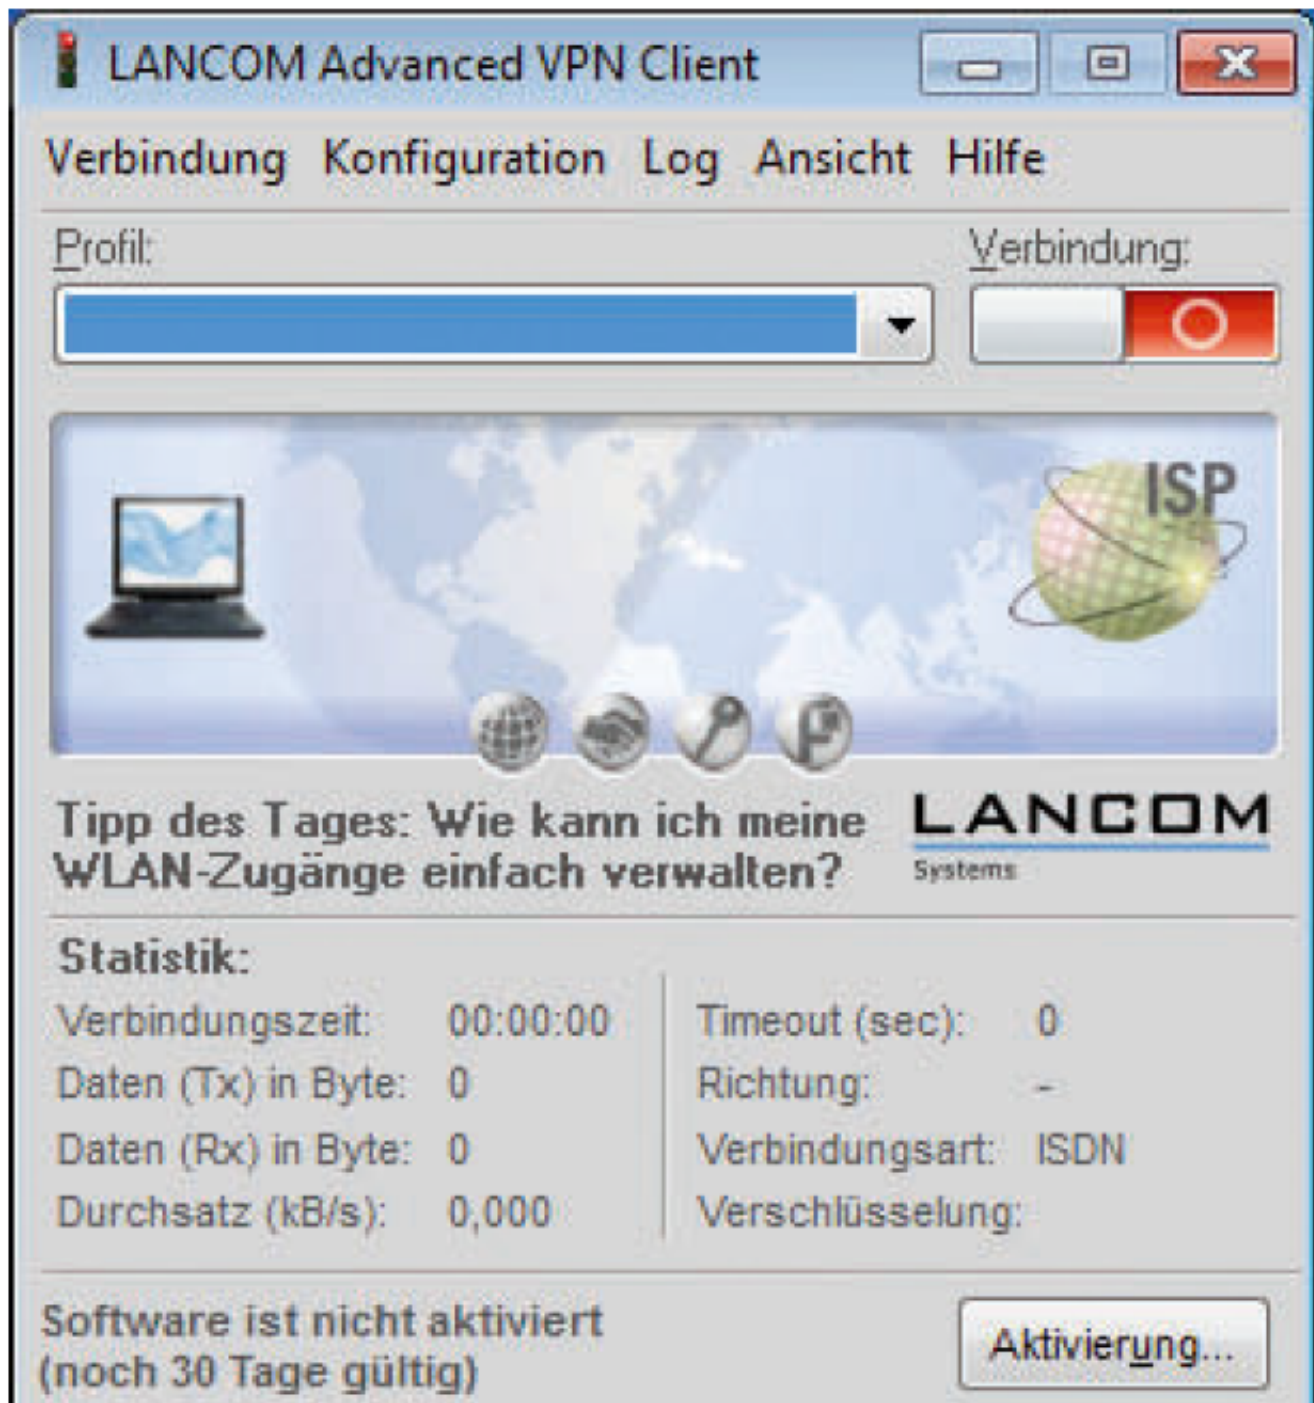 LANCOM Advanced VPN Client
Verbindung Konfiguration Log Ansicht Hilfe
Profil: Verbindung:
ISP
Tipp des Tages: Wie kann ich meine
WLAN-Zugänge einfach verwalten?
LANCOM
Systems
Statistik:
Verbindungszeit: 00:00:00 Timeout (sec): 0
Daten (Tx) in Byte: 0 Richtung: -
Daten (Rx) in Byte: 0 Verbindungsart: ISDN
Durchsatz (kB/s): 0,000 Verschlüsselung:
Software ist nicht aktiviert
(noch 30 Tage gültig)
Aktivierung...